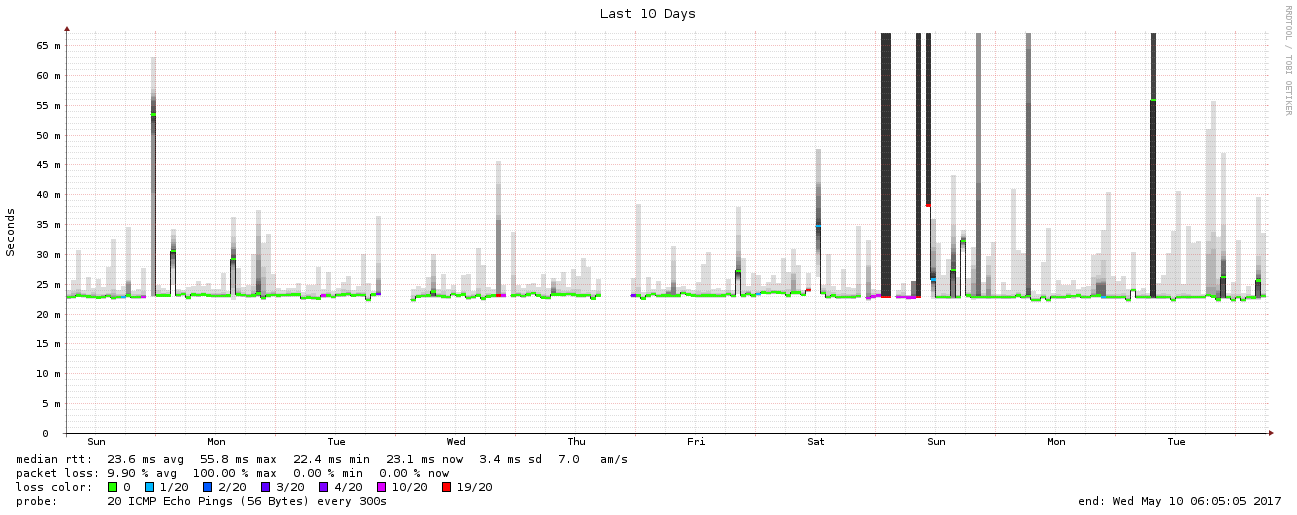 Last 10 Days
RRDTOOL / TOBI OETIKER
Seconds
65 m
60 m
55 m
50 m
45 m
40 m
35 m
30 m
25 m
20 m
15 m
10 m
5 m
0
Sun Mon Tue Wed Thu Fri Sat Sun Mon Tue
median rtt: 23.6 ms avg 55.8 ms max 22.4 ms min 23.1 ms now 3.4 ms sd 7.0 am/s
packet loss: 9.90 % avg 100.00 % max 0.00 % min 0.00 % now
loss color: 0 1/20 2/20 3/20 4/20 10/20 19/20
probe: 20 ICMP Echo Pings (56 Bytes) every 300s end: Wed May 10 06:05:05 2017